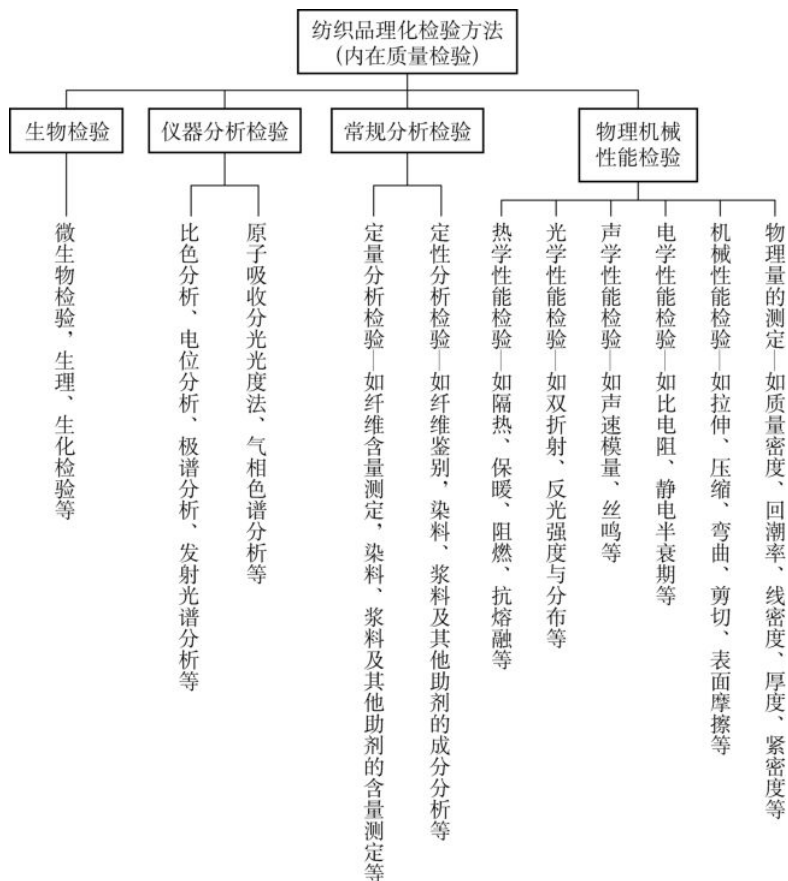 纺织品理化检验方法
(内在质量检验)
生物检验
仪器分析检验
常规分析检验
物理机械
性能检验
微生物检验，生理、生化检验等
比色分析、电位分析、极谱分析、发射光谱分析等
原子吸收分光光度法、气相色谱分析等
定量分析检验—如纤维含量测定，染料、浆料及其他助剂的含量测定等
定性分析检验—如纤维鉴别，染料、浆料及其他助剂的成分分析等
热学性能检验—如隔热、保暖、阻燃、抗熔融等
光学性能检验—如双折射、反光强度与分布等
声学性能检验—如声速模量、丝鸣等
电学性能检验—如比电阻、静电半衰期等
机械性能检验—如拉伸、压缩、弯曲、剪切、表面摩擦等
物理量的测定—如质量密度、回潮率、线密度、厚度、紧密度等